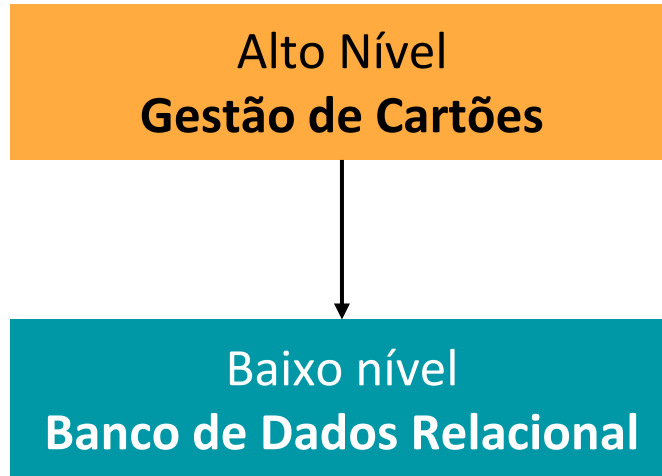 Alto Nível
Gestão de Cartões
Baixo nível
Banco de Dados Relacional